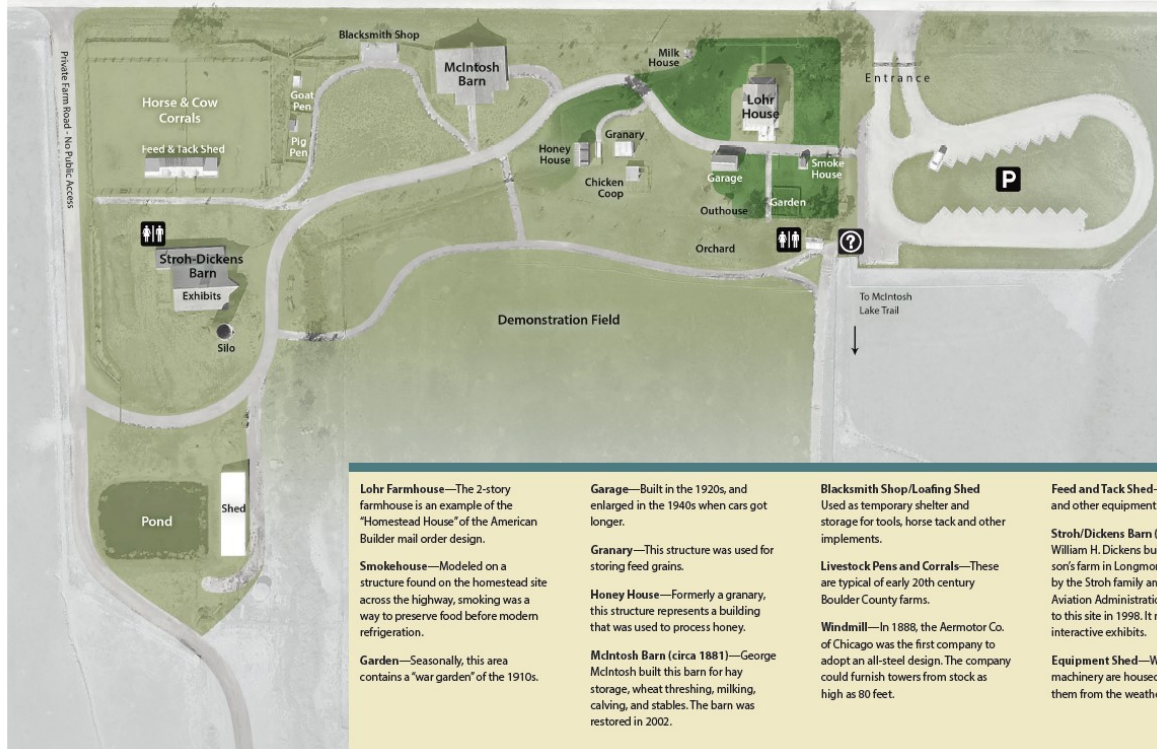 Private Farm Road - No Public Access
Blacksmith Shop
McIntosh
Barn
Milk
House
Entrance
Horse & Cow
Corrals
Goat
Pen
Lohr
House
Pig
Pen
Granary
Honey
House
Feed & Tack Shed
Smoke
House
Garage
Chicken
Coop
P
Garden
Outhouse
Orchard
?
Stroh-Dickens
Barn
Exhibits
To McIntosh
Lake Trail
Silo
Demonstration Field
Pond
Shed
Lohr Farmhouse—The 2-story
farmhouse is an example of the
"Homestead House" of the American
Builder mail order design.
Smokehouse—Modeled on a
structure found on the homestead site
across the highway, smoking was a
way to preserve food before modern
refrigeration.
Garden—Seasonally, this area
contains a "war garden" of the 1910s.
Garage—Built in the 1920s, and
enlarged in the 1940s when cars got
longer.
Granary—This structure was used for
storing feed grains.
Honey House—Formerly a granary,
this structure represents a building
that was used to process honey.
McIntosh Barn (circa 1881)—George
McIntosh built this barn for hay
storage, wheat threshing, milking,
calving, and stables. The barn was
restored in 2002.
Blacksmith Shop/Loafing Shed
Used as temporary shelter and
storage for tools, horse tack and other
implements.
Livestock Pens and Corrals—These
are typical of early 20th century
Boulder County farms.
Windmill—In 1888, the Aermotor Co.
of Chicago was the first company to
adopt an all-steel design. The company
could furnish towers from stock as
high as 80 feet.
Feed and Tack Shed—
and other equipment
Stroh/Dickens Barn (
William H. Dickens bu
son's farm in Longmon
by the Stroh family an
Aviation Administratio
to this site in 1998. It
interactive exhibits.
Equipment Shed—W
machinery are housed
them from the weathe